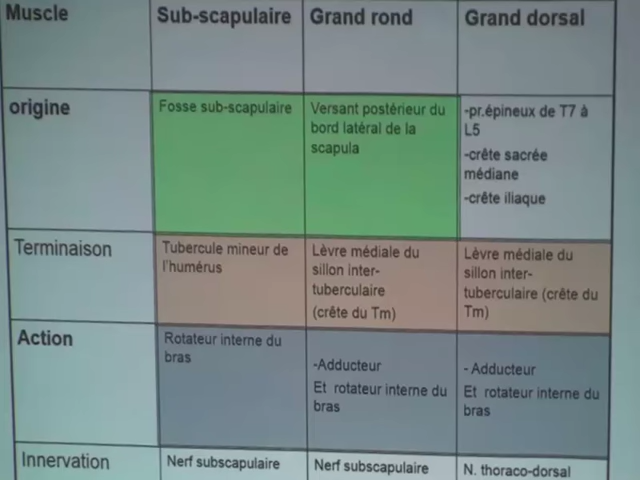 Muscle
Sub-scapulaire
Grand rond
Grand dorsal
origine
Fosse sub-scapulaire
Versant postérieur du
bord latéral de la
scapula
-pr.épineux de T7 à
L5
-crête sacrée
médiane
-crête iliaque
Terminaison
Tubercule mineur de
l'humérus
Lèvre médiale du
sillon inter-
tuberculaire
(crête du Tm)
Lèvre médiale du
sillon inter-
tuberculaire (crête du
Tm)
Action
Rotateur interne du
bras
-Adducteur
Et rotateur interne du
bras
- Adducteur
Et rotateur interne du
bras
Innervation
Nerf subscapulaire
Nerf subscapulaire
N. thoraco-dorsal